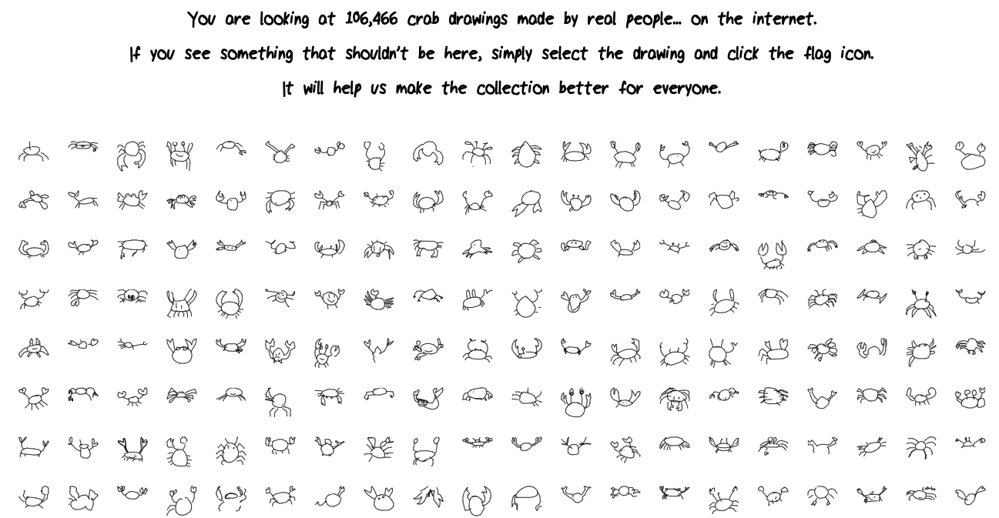 You are looking at 106,466 crab drawings made by real people... on the internet.
If you see something that shouldn't be here, simply select the drawing and click the flag icon.
It will help us make the collection better for everyone.